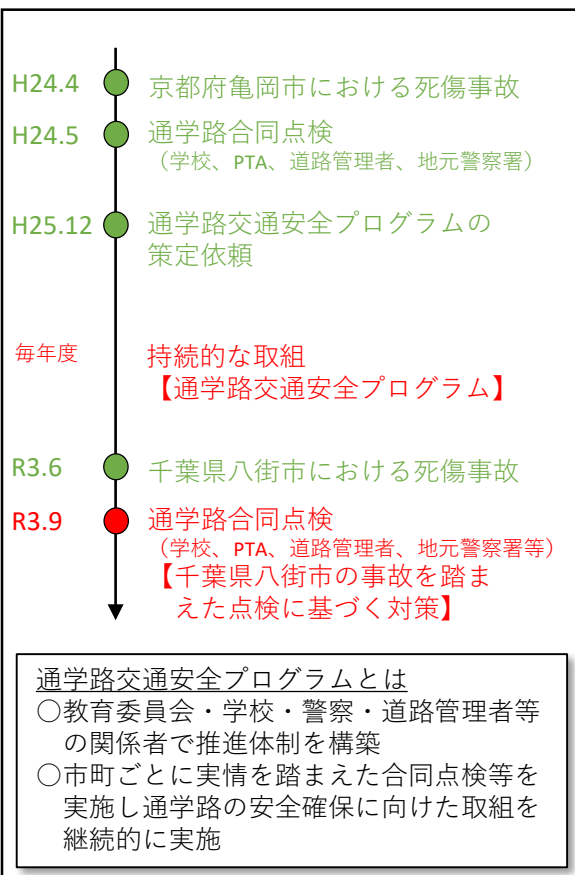 H24.4 京都府亀岡市における死傷事故
H24.5 通学路合同点検
（学校、PTA、道路管理者、地元警察署）
H25.12 通学路交通安全プログラムの
策定依頼
毎年度 持続的な取組
【通学路交通安全プログラム】
R3.6 千葉県八街市における死傷事故
R3.9 通学路合同点検
（学校、PTA、道路管理者、地元警察署等）
【千葉県八街市の事故を踏ま
えた点検に基づく対策】
通学路交通安全プログラムとは
○教育委員会・学校・警察・道路管理者等
の関係者で推進体制を構築
○市町ごとに実情を踏まえた合同点検等を
実施し通学路の安全確保に向けた取組を
継続的に実施